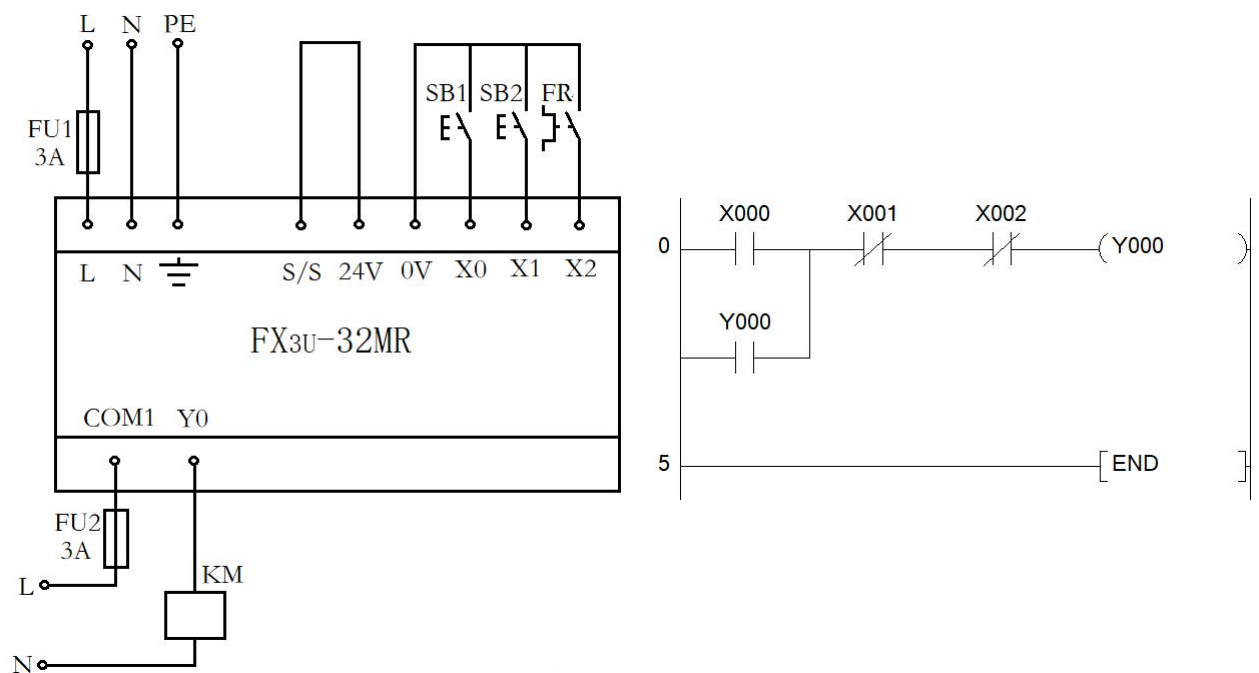 L N PE
SB1 SB2 FR
FU1
3A
L N S/S 24V 0V X0 X1 X2
FX3U-32MR
COM1 Y0
FU2
3A
KM
L
N
X000 X001 X002
0 Y000
Y000
5 END